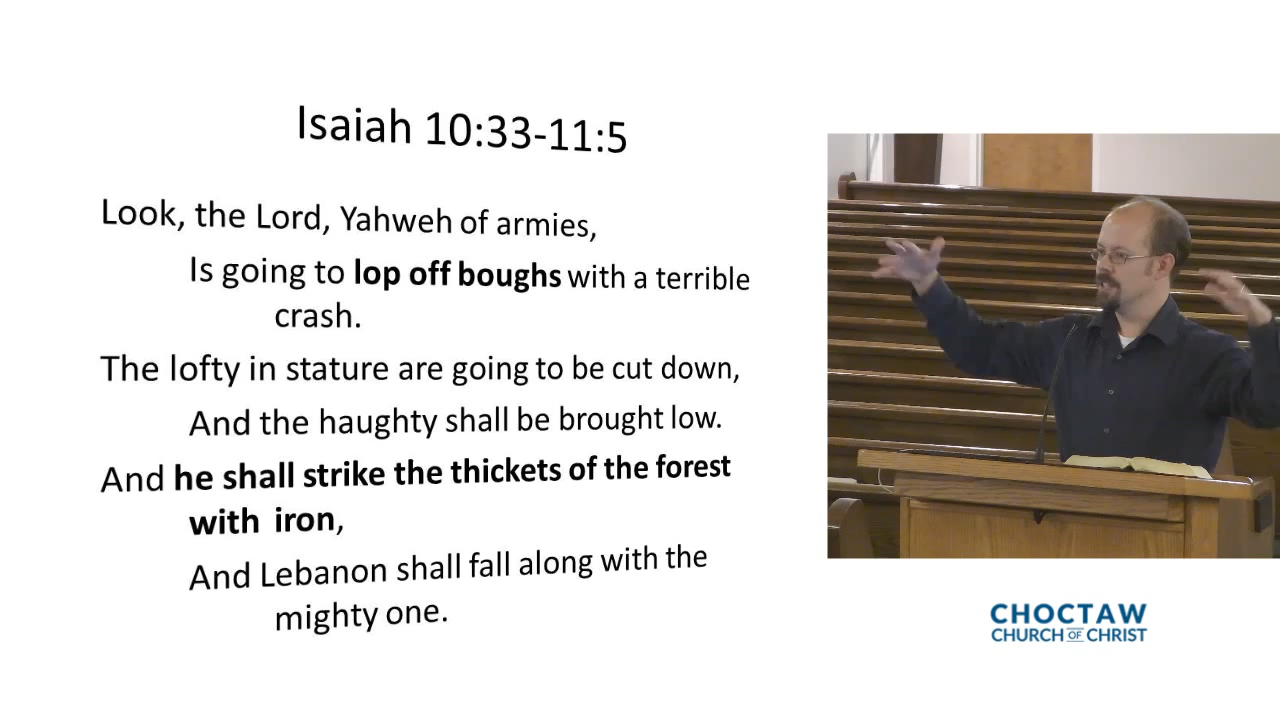 Isaiah 10:33-11:5
Look, the Lord, Yahweh of armies,
Is going to lop off boughs with a terrible
crash.
The lofty in stature are going to be cut down,
And the haughty shall be brought low.
And he shall strike the thickets of the forest
with iron,
And Lebanon shall fall along with the
mighty one.
CHOCTAW
CHURCH OF CHRIST